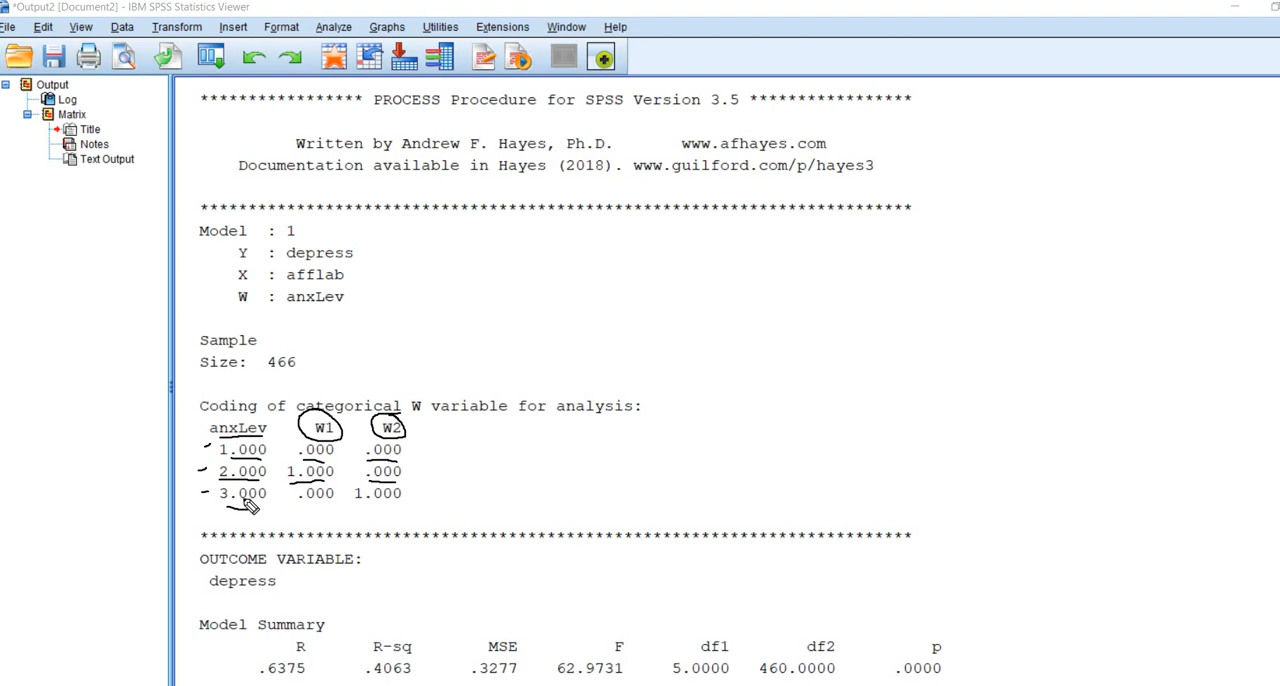 *Output2 [Document2] - IBM SPSS Statistics Viewer
File Edit View Data Transform Insert Format Analyze Graphs Utilities Extensions Window Help
Output
Log
Matrix
Title
Notes
Text Output
***************** PROCESS Procedure for SPSS Version 3.5 *****************
Written by Andrew F. Hayes, Ph.D. www.afhayes.com
Documentation available in Hayes (2018). www.guilford.com/p/hayes3
**************************************************************************
Model : 1
Y : depress
X : afflab
W : anxLev
Sample
Size: 466
Coding of categorical W variable for analysis:
anxLev W1 W2
1.000 .000 .000
2.000 1.000 .000
3.000 .000 1.000
**************************************************************************
OUTCOME VARIABLE:
depress
Model Summary
R R-sq MSE F df1 df2 p
.6375 .4063 .3277 62.9731 5.0000 460.0000 .0000